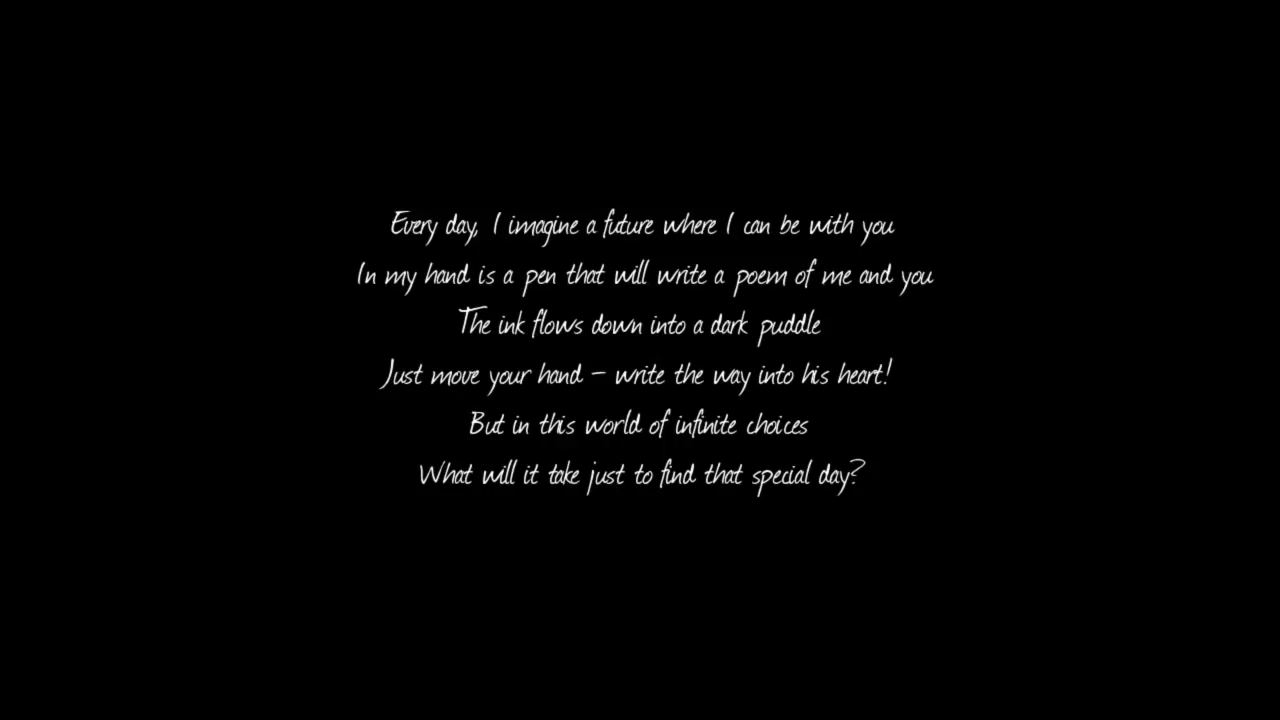 Every day, I imagine a future where I can be with you
In my hand is a pen that will write a poem of me and you
The ink flows down into a dark puddle
Just move your hand – write the way into his heart!
But in this world of infinite choices
What will it take just to find that special day?